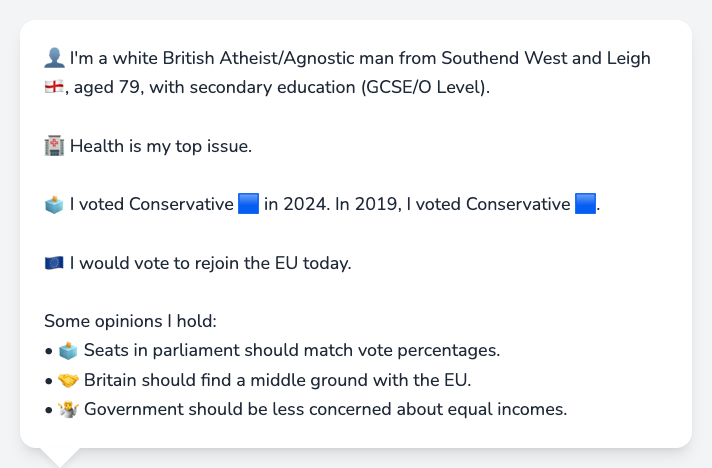 👤 I'm a white British Atheist/Agnostic man from Southend West and Leigh
🏴󠁧󠁢󠁥󠁮󠁧󠁿, aged 79, with secondary education (GCSE/O Level).
🏥 Health is my top issue.
🗳️ I voted Conservative 🟦 in 2024. In 2019, I voted Conservative 🟦.
🇪🇺 I would vote to rejoin the EU today.
Some opinions I hold:
• 🗳️ Seats in parliament should match vote percentages.
• 🤝 Britain should find a middle ground with the EU.
• 🤷 Government should be less concerned about equal incomes.